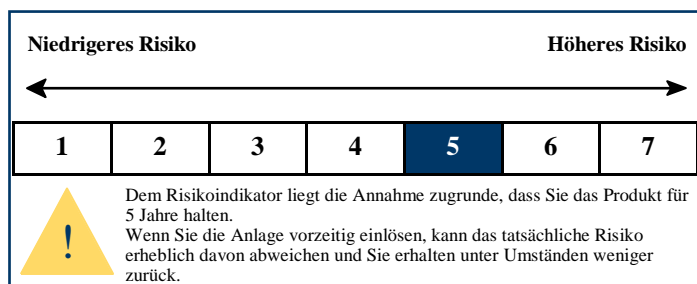 Niedrigeres Risiko Höheres Risiko
1 2 3 4 5 6 7
Dem Risikoindikator liegt die Annahme zugrunde, dass Sie das Produkt für
5 Jahre halten.
Wenn Sie die Anlage vorzeitig einlösen, kann das tatsächliche Risiko
erheblich davon abweichen und Sie erhalten unter Umständen weniger
zurück.
!